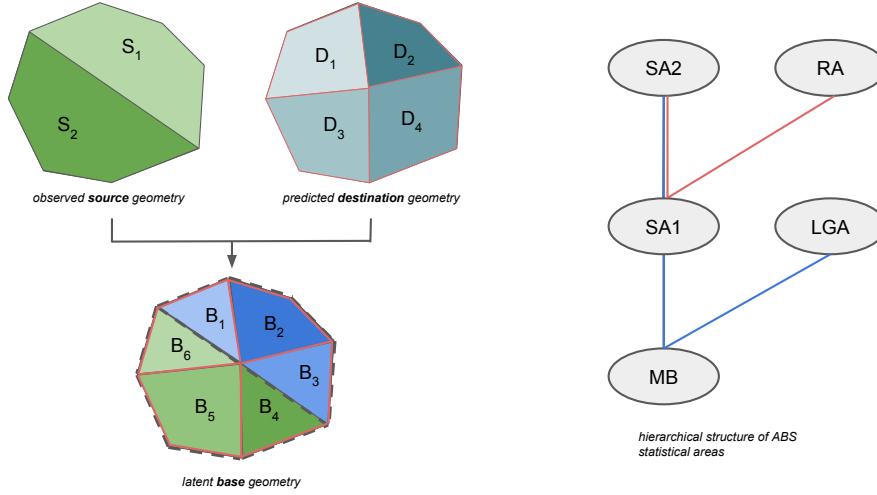 S1
S2
D1
D2
D3
D4
observed source geometry
predicted destination geometry
B1
B2
B3
B4
B5
B6
latent base geometry
SA2
RA
SA1
LGA
MB
hierarchical structure of ABS
statistical areas